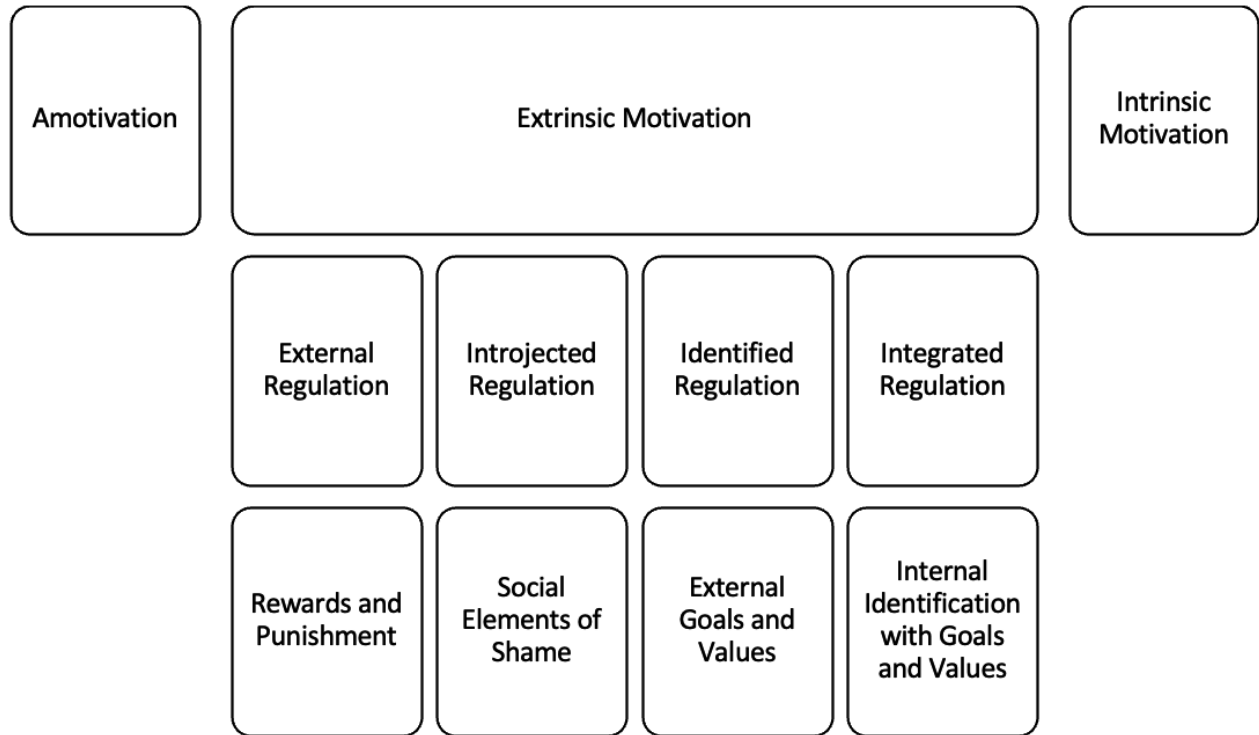 Amotivation
Extrinsic Motivation
Intrinsic
Motivation
External
Regulation
Introjected
Regulation
Identified
Regulation
Integrated
Regulation
Rewards and
Punishment
Social
Elements of
Shame
External
Goals and
Values
Internal
Identification
with Goals
and Values